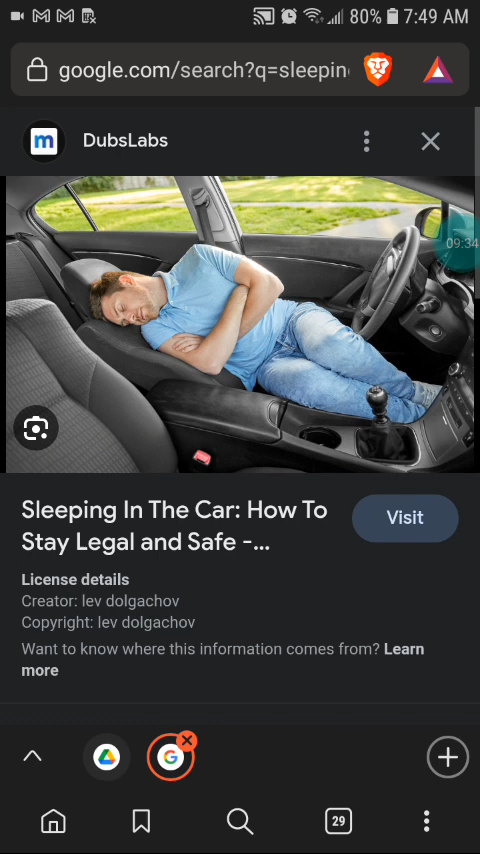 80% 7:49 AM
google.com/search?q=sleepin
m DubsLabs
09:34
Sleeping In The Car: How To
Stay Legal and Safe -...
Visit
License details
Creator: lev dolgachov
Copyright: lev dolgachov
Want to know where this information comes from? Learn
more
29